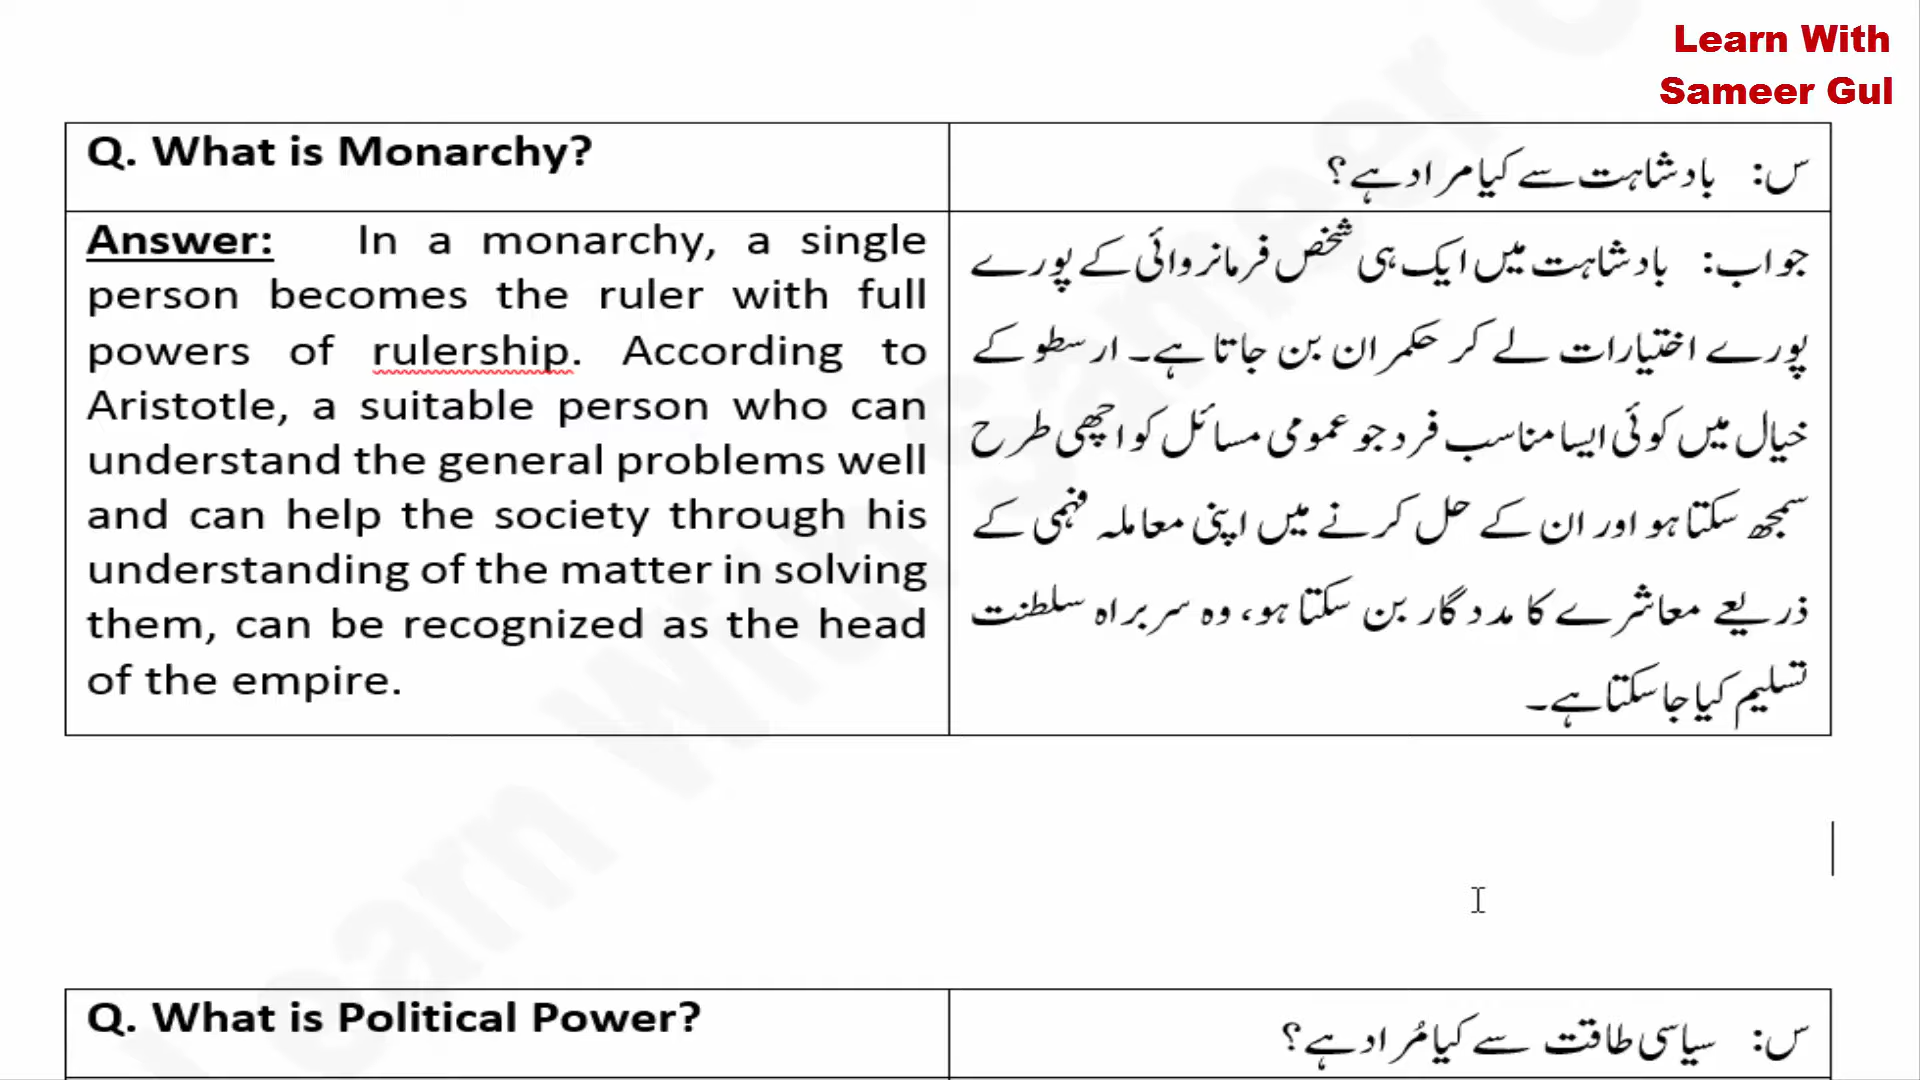 Learn With
Sameer Gul
Q. What is Monarchy?
س: بادشاہت سے کیا مراد ہے؟
Answer: In a monarchy, a single
person becomes the ruler with full
powers of rulership. According to
Aristotle, a suitable person who can
understand the general problems well
and can help the society through his
understanding of the matter in solving
them, can be recognized as the head
of the empire.
جواب: بادشاہت میں ایک ہی شخص فرمانروائی کے پورے
پورے اختیارات لے کر حکمران بن جاتا ہے۔ ارسطو کے
خیال میں کوئی ایسا مناسب فرد جو عمومی مسائل کو اچھی طرح
سمجھ سکتا ہو اور ان کے حل کرنے میں اپنی معاملہ فہمی کے
ذریعے معاشرے کا مددگار بن سکتا ہو، وہ سربراہ سلطنت
تسلیم کیا جا سکتا ہے۔
Q. What is Political Power?
س: سیاسی طاقت سے کیا مُراد ہے؟
Learn With Sameer G